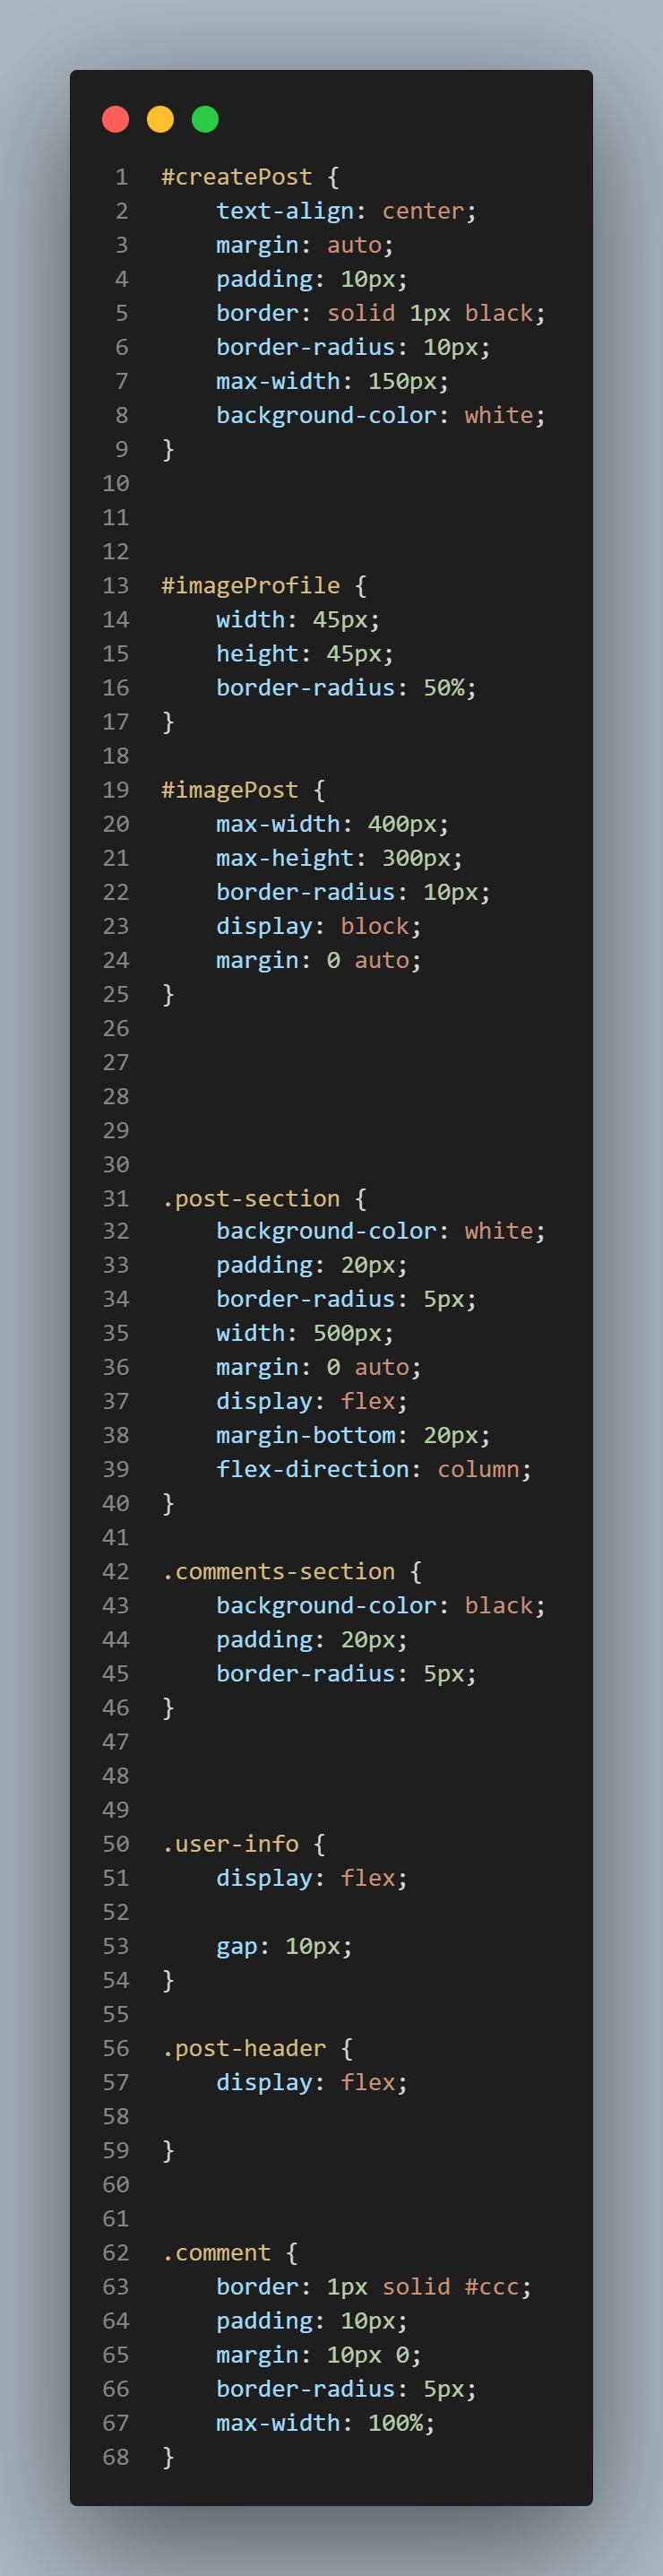 1 #createPost {
2     text-align: center;
3     margin: auto;
4     padding: 10px;
5     border: solid 1px black;
6     border-radius: 10px;
7     max-width: 150px;
8     background-color: white;
9 }
10
11
12
13 #imageProfile {
14     width: 45px;
15     height: 45px;
16     border-radius: 50%;
17 }
18
19 #imagePost {
20     max-width: 400px;
21     max-height: 300px;
22     border-radius: 10px;
23     display: block;
24     margin: 0 auto;
25 }
26
27
28
29
30
31 .post-section {
32     background-color: white;
33     padding: 20px;
34     border-radius: 5px;
35     width: 500px;
36     margin: 0 auto;
37     display: flex;
38     margin-bottom: 20px;
39     flex-direction: column;
40 }
41
42 .comments-section {
43     background-color: black;
44     padding: 20px;
45     border-radius: 5px;
46 }
47
48
49
50 .user-info {
51     display: flex;
52
53     gap: 10px;
54 }
55
56 .post-header {
57     display: flex;
58
59 }
60
61
62 .comment {
63     border: 1px solid #ccc;
64     padding: 10px;
65     margin: 10px 0;
66     border-radius: 5px;
67     max-width: 100%;
68 }